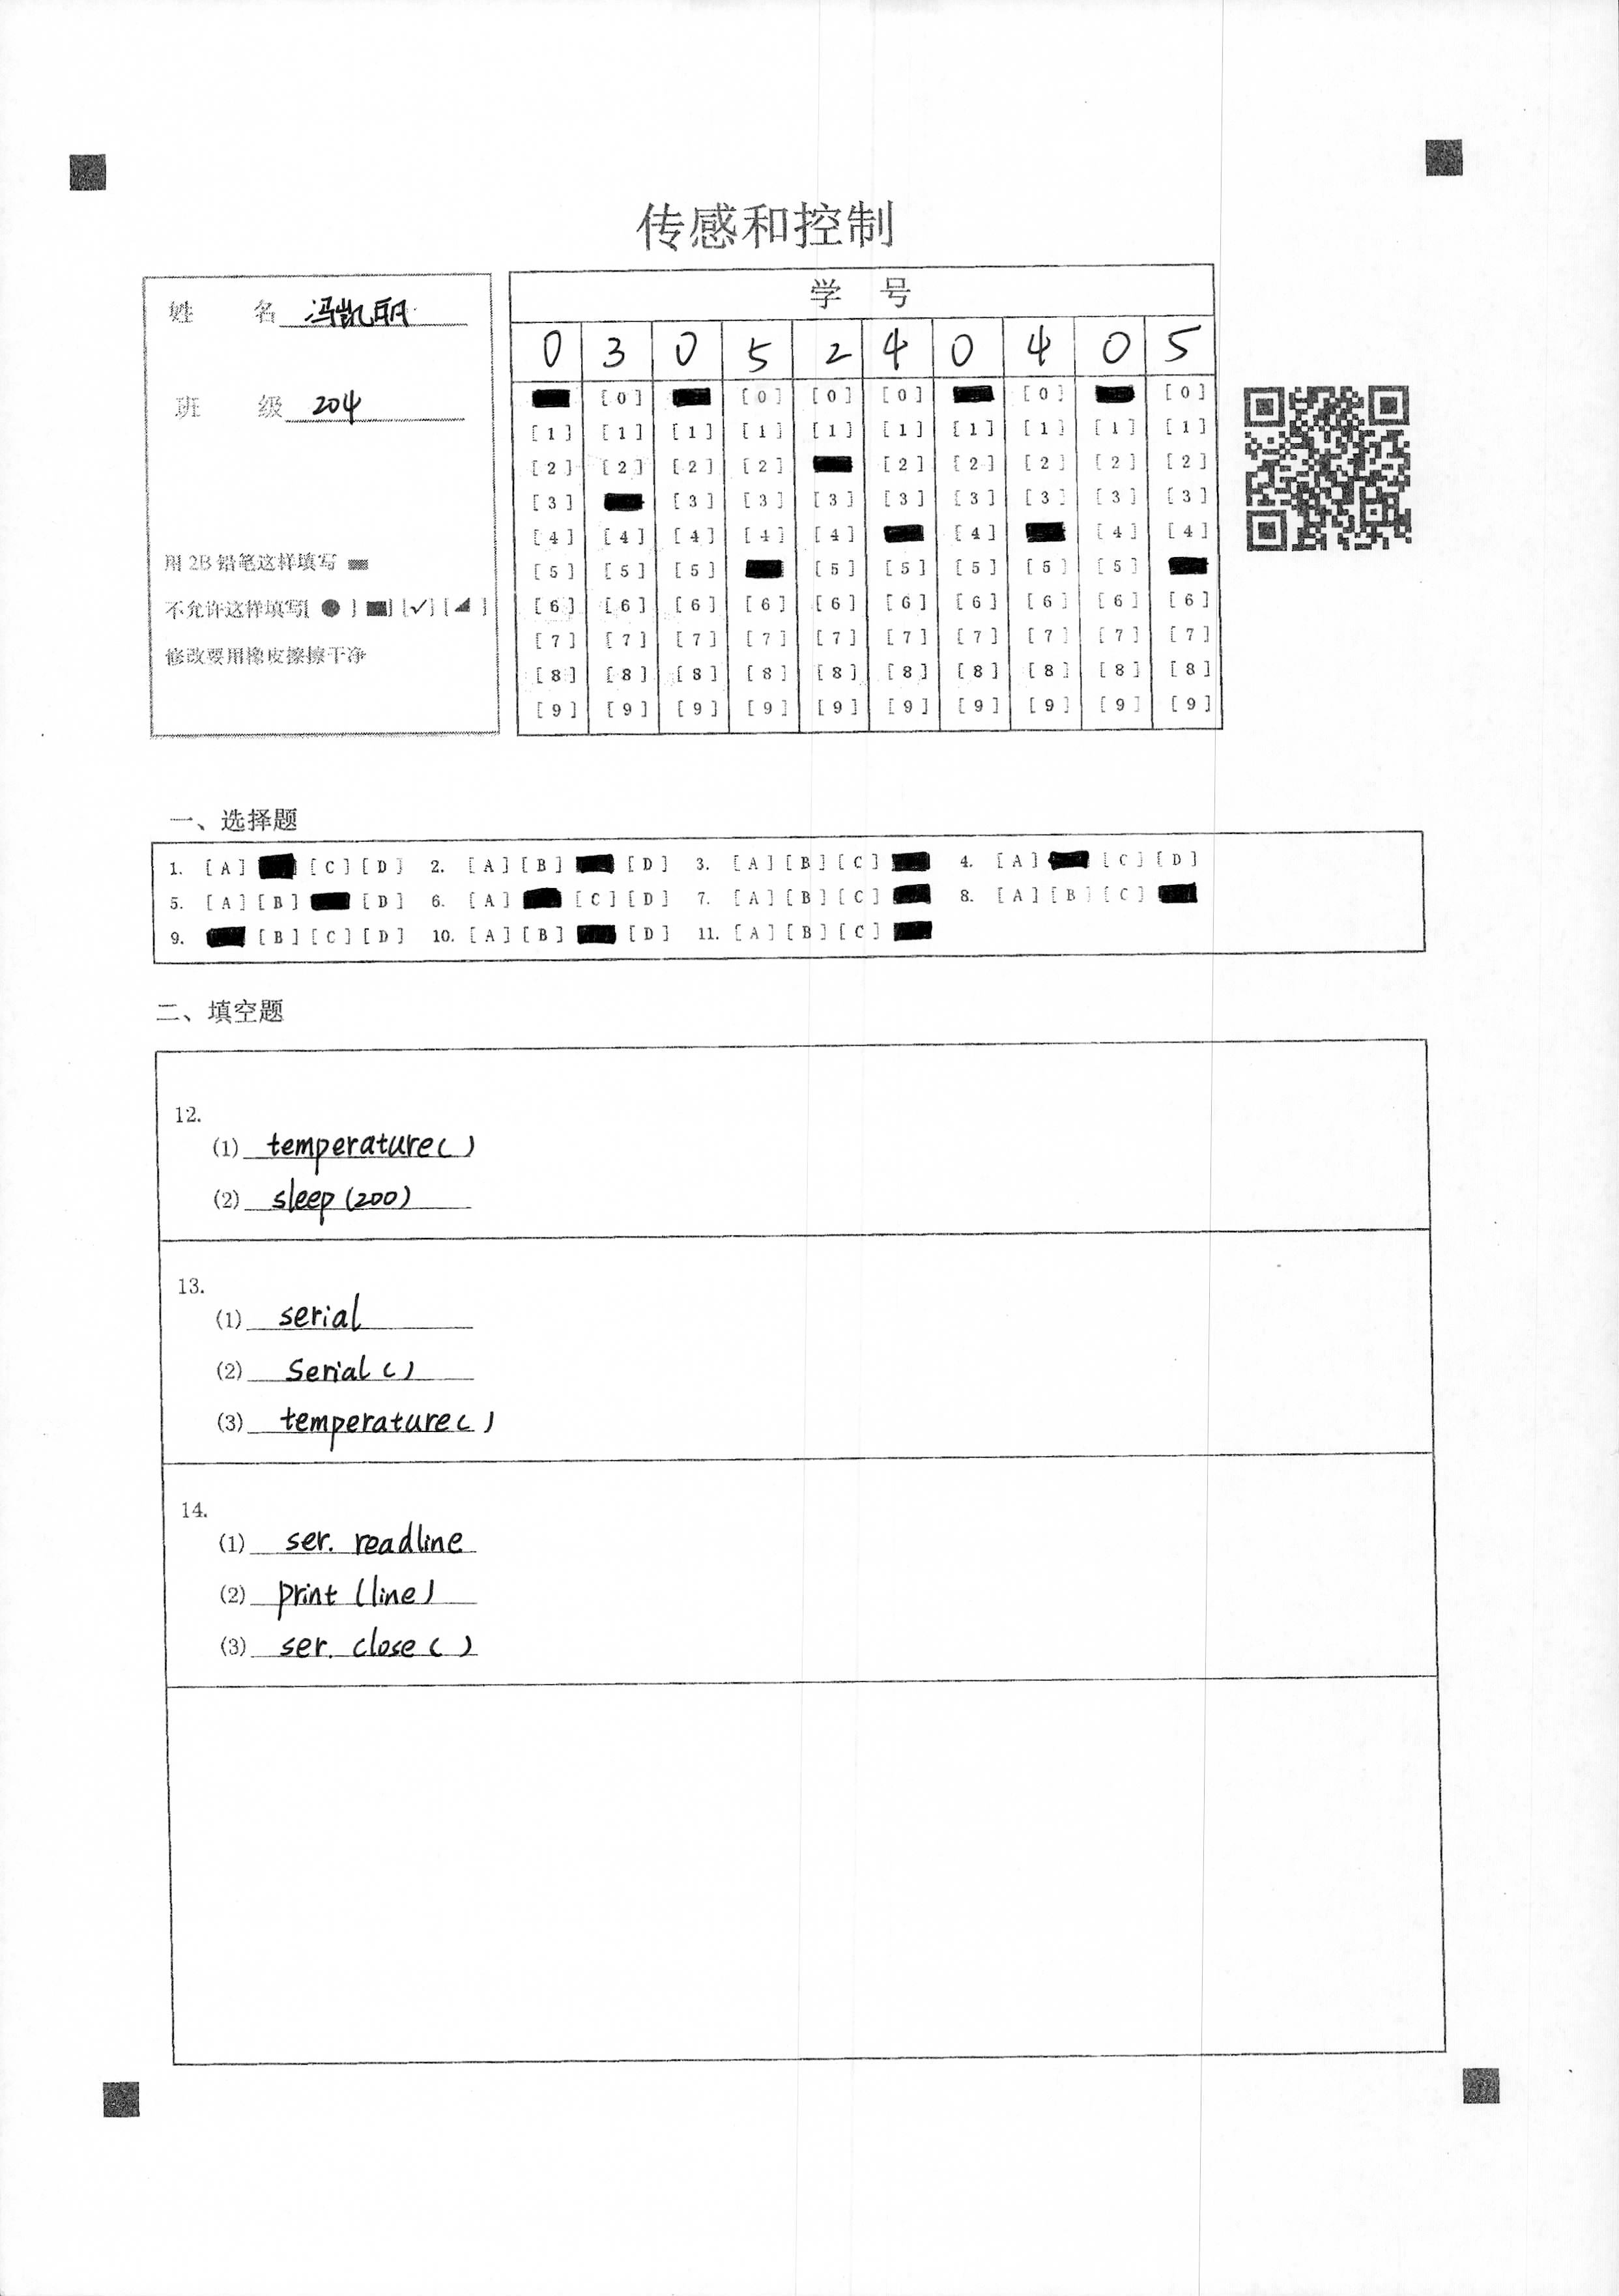 传感和控制
姓 名 冯凯丽
班 级 204
用 2B 铅笔这样填写
不允许这样填写[ ● ] [■] [✓] [◢ ]
修改要用橡皮擦擦干净
学 号
0 3 0 5 2 4 0 4 0 5
[0] [0] [0] [0] [0] [0]
[1] [1] [1] [1] [1] [1] [1] [1] [1] [1]
[2] [2] [2] [2] [2] [2] [2] [2] [2]
[3] [3] [3] [3] [3] [3] [3] [3] [3]
[4] [4] [4] [4] [4] [4] [4] [4]
[5] [5] [5] [5] [5] [5] [5] [5]
[6] [6] [6] [6] [6] [6] [6] [6] [6] [6]
[7] [7] [7] [7] [7] [7] [7] [7] [7] [7]
[8] [8] [8] [8] [8] [8] [8] [8] [8] [8]
[9] [9] [9] [9] [9] [9] [9] [9] [9] [9]
一、选择题
1. [A] [C] [D] 2. [A] [B] [D] 3. [A] [B] [C] 4. [A] [C] [D]
5. [A] [B] [D] 6. [A] [C] [D] 7. [A] [B] [C] 8. [A] [B] [C]
9. [B] [C] [D] 10. [A] [B] [D] 11. [A] [B] [C]
二、填空题
12.
(1) temperature( )
(2) sleep (200)
13.
(1) serial
(2) Serial ( )
(3) temperature( )
14.
(1) ser. readline
(2) print (line)
(3) ser. close ( )